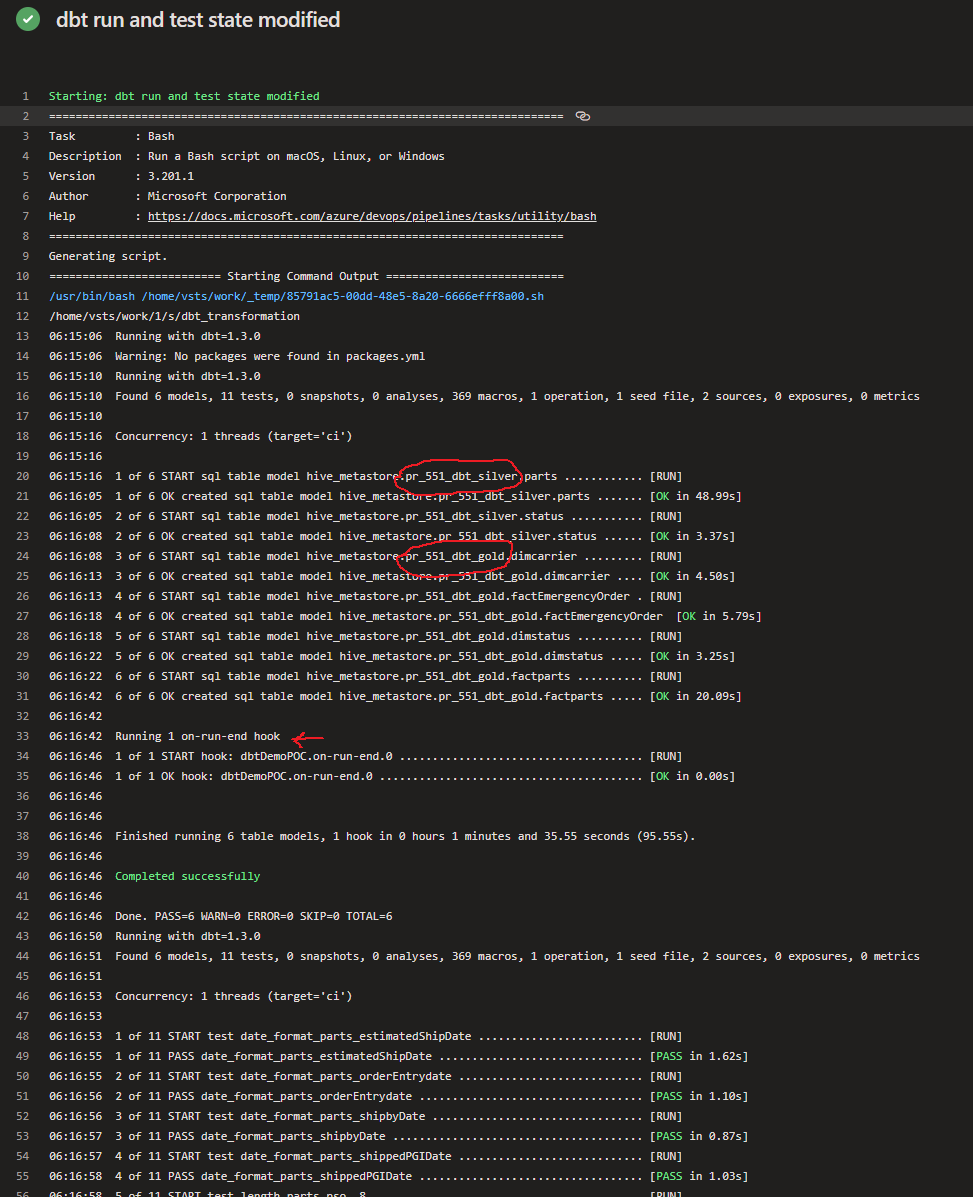 dbt run and test state modified
1 Starting: dbt run and test state modified
2 ==============================================================================
3 Task         : Bash
4 Description  : Run a Bash script on macOS, Linux, or Windows
5 Version      : 3.201.1
6 Author       : Microsoft Corporation
7 Help         : https://docs.microsoft.com/azure/devops/pipelines/tasks/utility/bash
8 ==============================================================================
9 Generating script.
10 ========================== Starting Command Output ===========================
11 /usr/bin/bash /home/vsts/work/_temp/85791ac5-00dd-48e5-8a20-6666efff8a00.sh
12 /home/vsts/work/1/s/dbt_transformation
13 06:15:06  Running with dbt=1.3.0
14 06:15:06  Warning: No packages were found in packages.yml
15 06:15:10  Running with dbt=1.3.0
16 06:15:10  Found 6 models, 11 tests, 0 snapshots, 0 analyses, 369 macros, 1 operation, 1 seed file, 2 sources, 0 exposures, 0 metrics
17 06:15:10
18 06:15:16  Concurrency: 1 threads (target='ci')
19 06:15:16
20 06:15:16  1 of 6 START sql table model hive_metastore.pr_551_dbt_silver.parts ............ [RUN]
21 06:16:05  1 of 6 OK created sql table model hive_metastore.pr_551_dbt_silver.parts ....... [OK in 48.99s]
22 06:16:05  2 of 6 START sql table model hive_metastore.pr_551_dbt_silver.status ........... [RUN]
23 06:16:08  2 of 6 OK created sql table model hive_metastore.pr_551_dbt_silver.status ...... [OK in 3.37s]
24 06:16:08  3 of 6 START sql table model hive_metastore.pr_551_dbt_gold.dimcarrier ......... [RUN]
25 06:16:13  3 of 6 OK created sql table model hive_metastore.pr_551_dbt_gold.dimcarrier .... [OK in 4.50s]
26 06:16:13  4 of 6 START sql table model hive_metastore.pr_551_dbt_gold.factEmergencyOrder . [RUN]
27 06:16:18  4 of 6 OK created sql table model hive_metastore.pr_551_dbt_gold.factEmergencyOrder  [OK in 5.79s]
28 06:16:18  5 of 6 START sql table model hive_metastore.pr_551_dbt_gold.dimstatus .......... [RUN]
29 06:16:22  5 of 6 OK created sql table model hive_metastore.pr_551_dbt_gold.dimstatus ..... [OK in 3.25s]
30 06:16:22  6 of 6 START sql table model hive_metastore.pr_551_dbt_gold.factparts .......... [RUN]
31 06:16:42  6 of 6 OK created sql table model hive_metastore.pr_551_dbt_gold.factparts ..... [OK in 20.09s]
32 06:16:42
33 06:16:42  Running 1 on-run-end hook
34 06:16:46  1 of 1 START hook: dbtDemoPOC.on-run-end.0 ..................................... [RUN]
35 06:16:46  1 of 1 OK hook: dbtDemoPOC.on-run-end.0 ........................................ [OK in 0.00s]
36 06:16:46
37 06:16:46
38 06:16:46  Finished running 6 table models, 1 hook in 0 hours 1 minutes and 35.55 seconds (95.55s).
39 06:16:46
40 06:16:46  Completed successfully
41 06:16:46
42 06:16:46  Done. PASS=6 WARN=0 ERROR=0 SKIP=0 TOTAL=6
43 06:16:50  Running with dbt=1.3.0
44 06:16:51  Found 6 models, 11 tests, 0 snapshots, 0 analyses, 369 macros, 1 operation, 1 seed file, 2 sources, 0 exposures, 0 metrics
45 06:16:51
46 06:16:53  Concurrency: 1 threads (target='ci')
47 06:16:53
48 06:16:53  1 of 11 START test date_format_parts_estimatedShipDate ......................... [RUN]
49 06:16:55  1 of 11 PASS date_format_parts_estimatedShipDate ............................... [PASS in 1.62s]
50 06:16:55  2 of 11 START test date_format_parts_orderEntrydate ............................ [RUN]
51 06:16:56  2 of 11 PASS date_format_parts_orderEntrydate .................................. [PASS in 1.10s]
52 06:16:56  3 of 11 START test date_format_parts_shipbyDate ................................ [RUN]
53 06:16:57  3 of 11 PASS date_format_parts_shipbyDate ...................................... [PASS in 0.87s]
54 06:16:57  4 of 11 START test date_format_parts_shippedPGIDate ............................ [RUN]
55 06:16:58  4 of 11 PASS date_format_parts_shippedPGIDate .................................. [PASS in 1.03s]
56 06:16:58  5 of 11 START test length_parts_pso__8 [RUN]